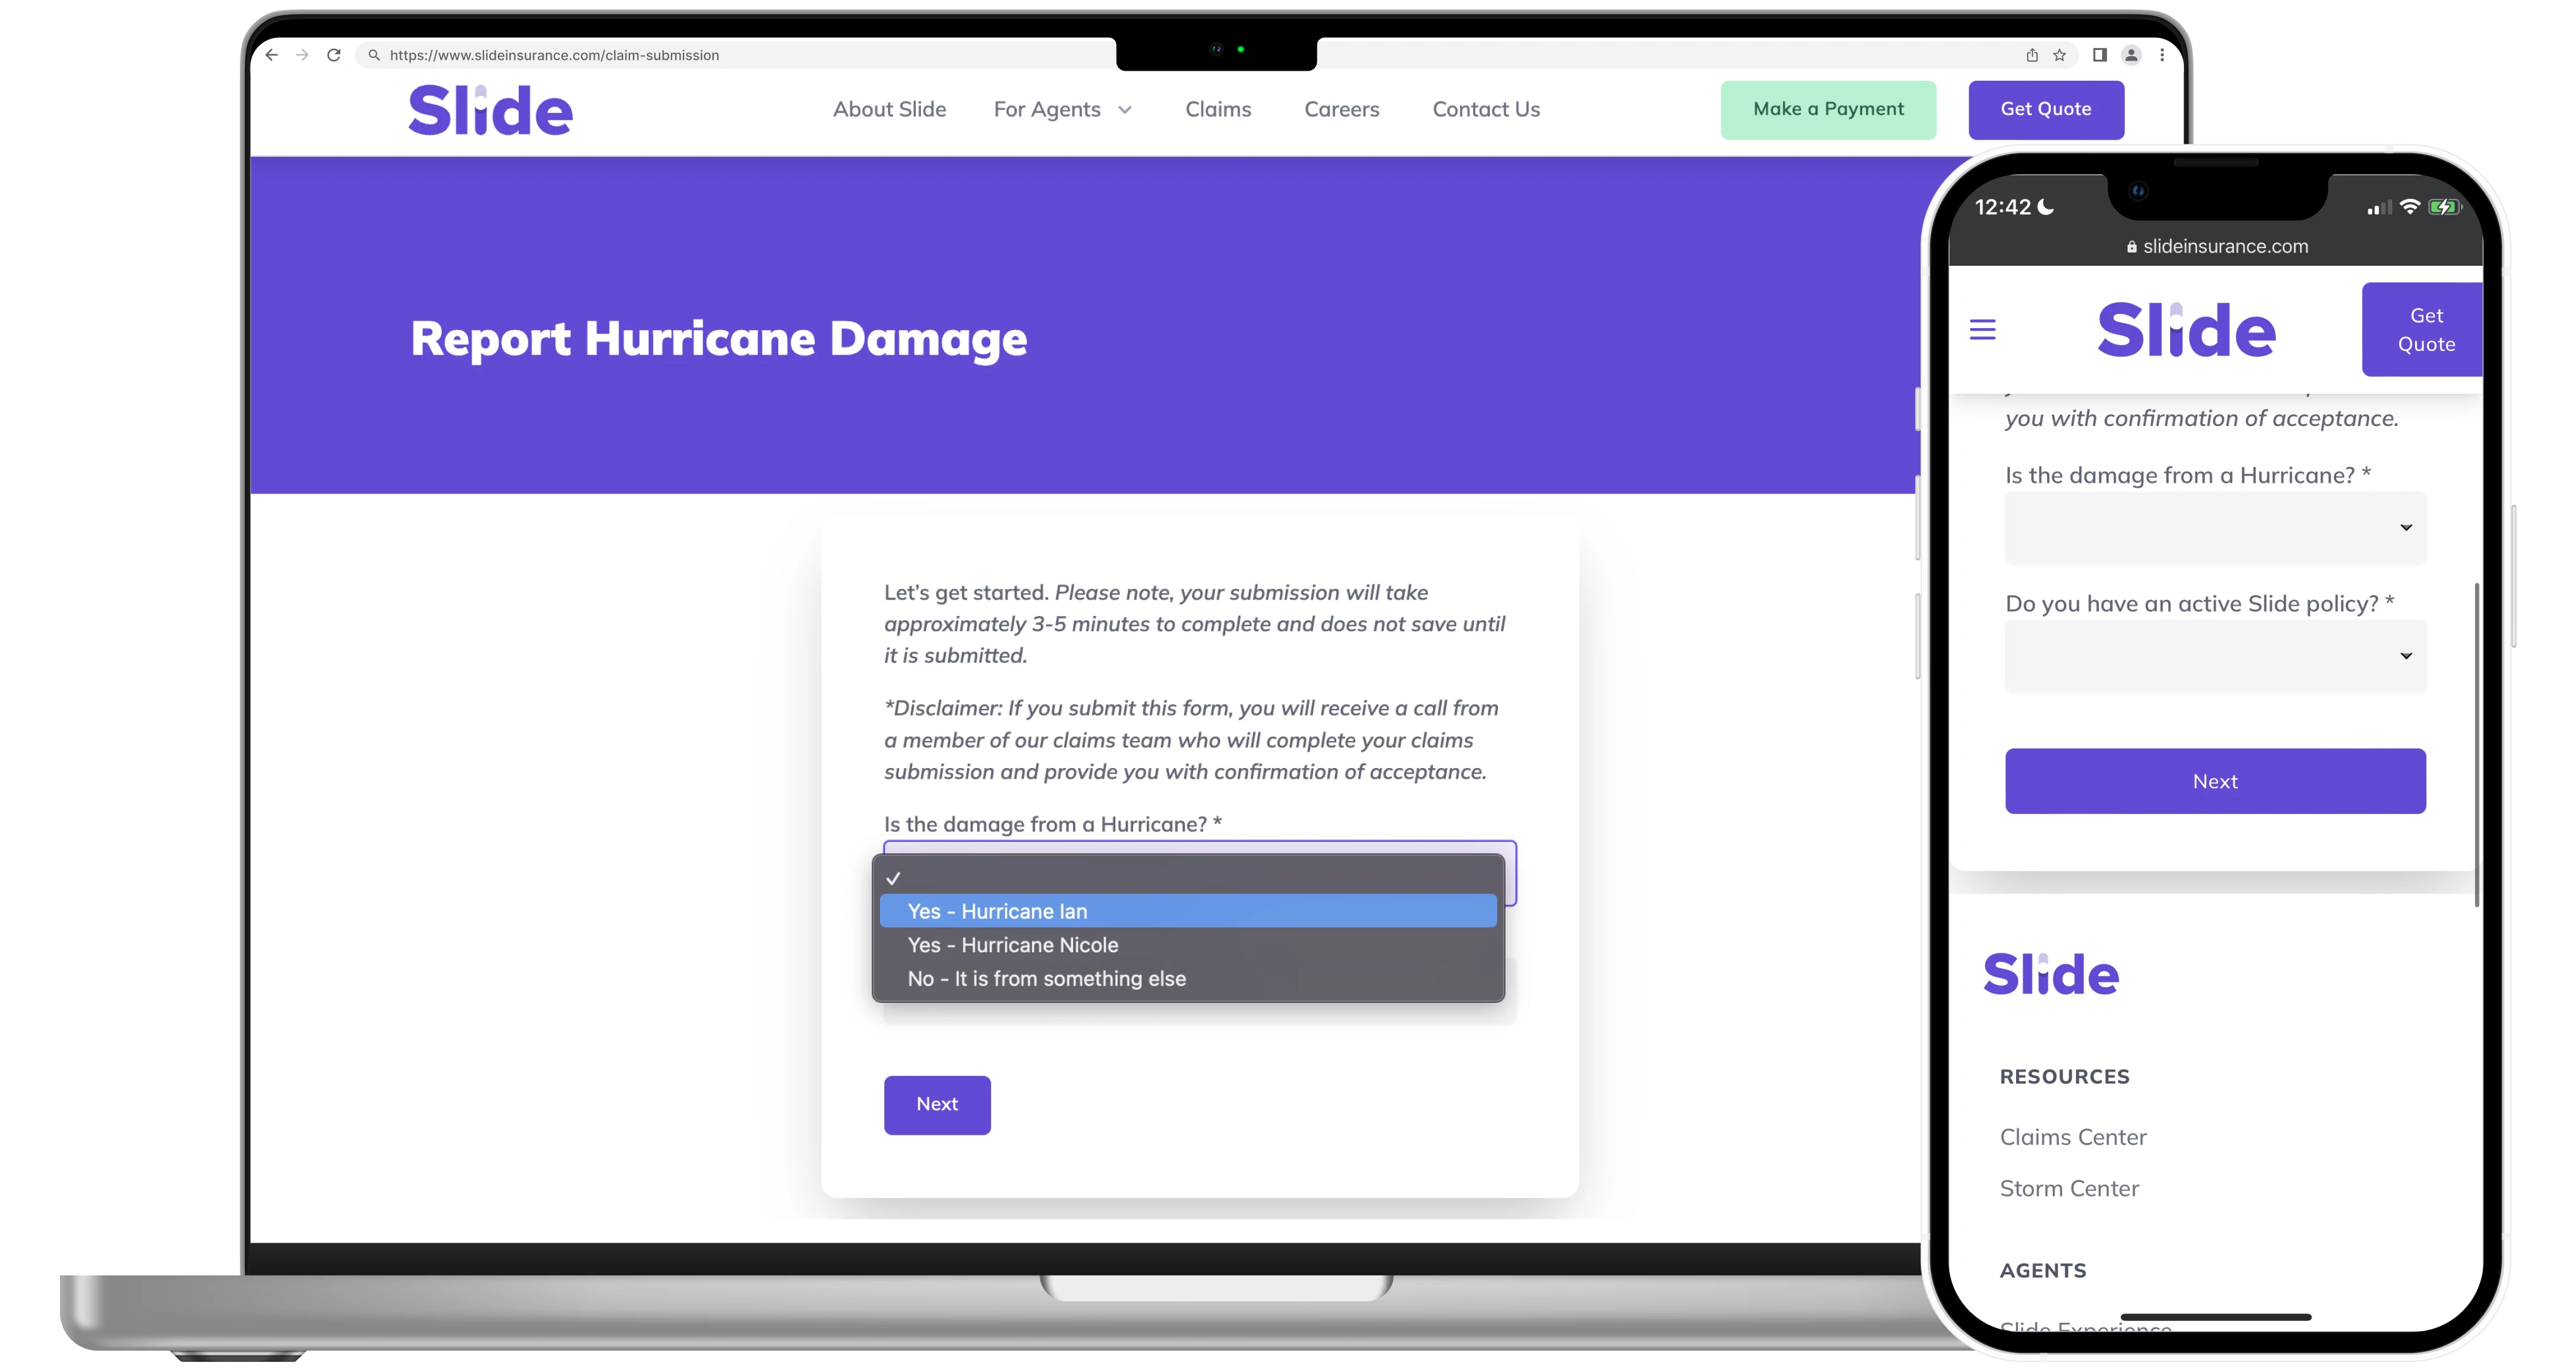 https://www.slideinsurance.com/claim-submission
Slide
About Slide
For Agents
Claims
Careers
Contact Us
Make a Payment
Get Quote
Report Hurricane Damage
Let's get started. Please note, your submission will take
approximately 3-5 minutes to complete and does not save until
it is submitted.
*Disclaimer: If you submit this form, you will receive a call from
a member of our claims team who will complete your claims
submission and provide you with confirmation of acceptance.
Is the damage from a Hurricane? *
Yes - Hurricane Ian
Yes - Hurricane Nicole
No - It is from something else
Next
12:42
slideinsurance.com
Slide
Get
Quote
you with confirmation of acceptance.
Is the damage from a Hurricane? *
Do you have an active Slide policy? *
Next
Slide
RESOURCES
Claims Center
Storm Center
AGENTS
Slide Experience